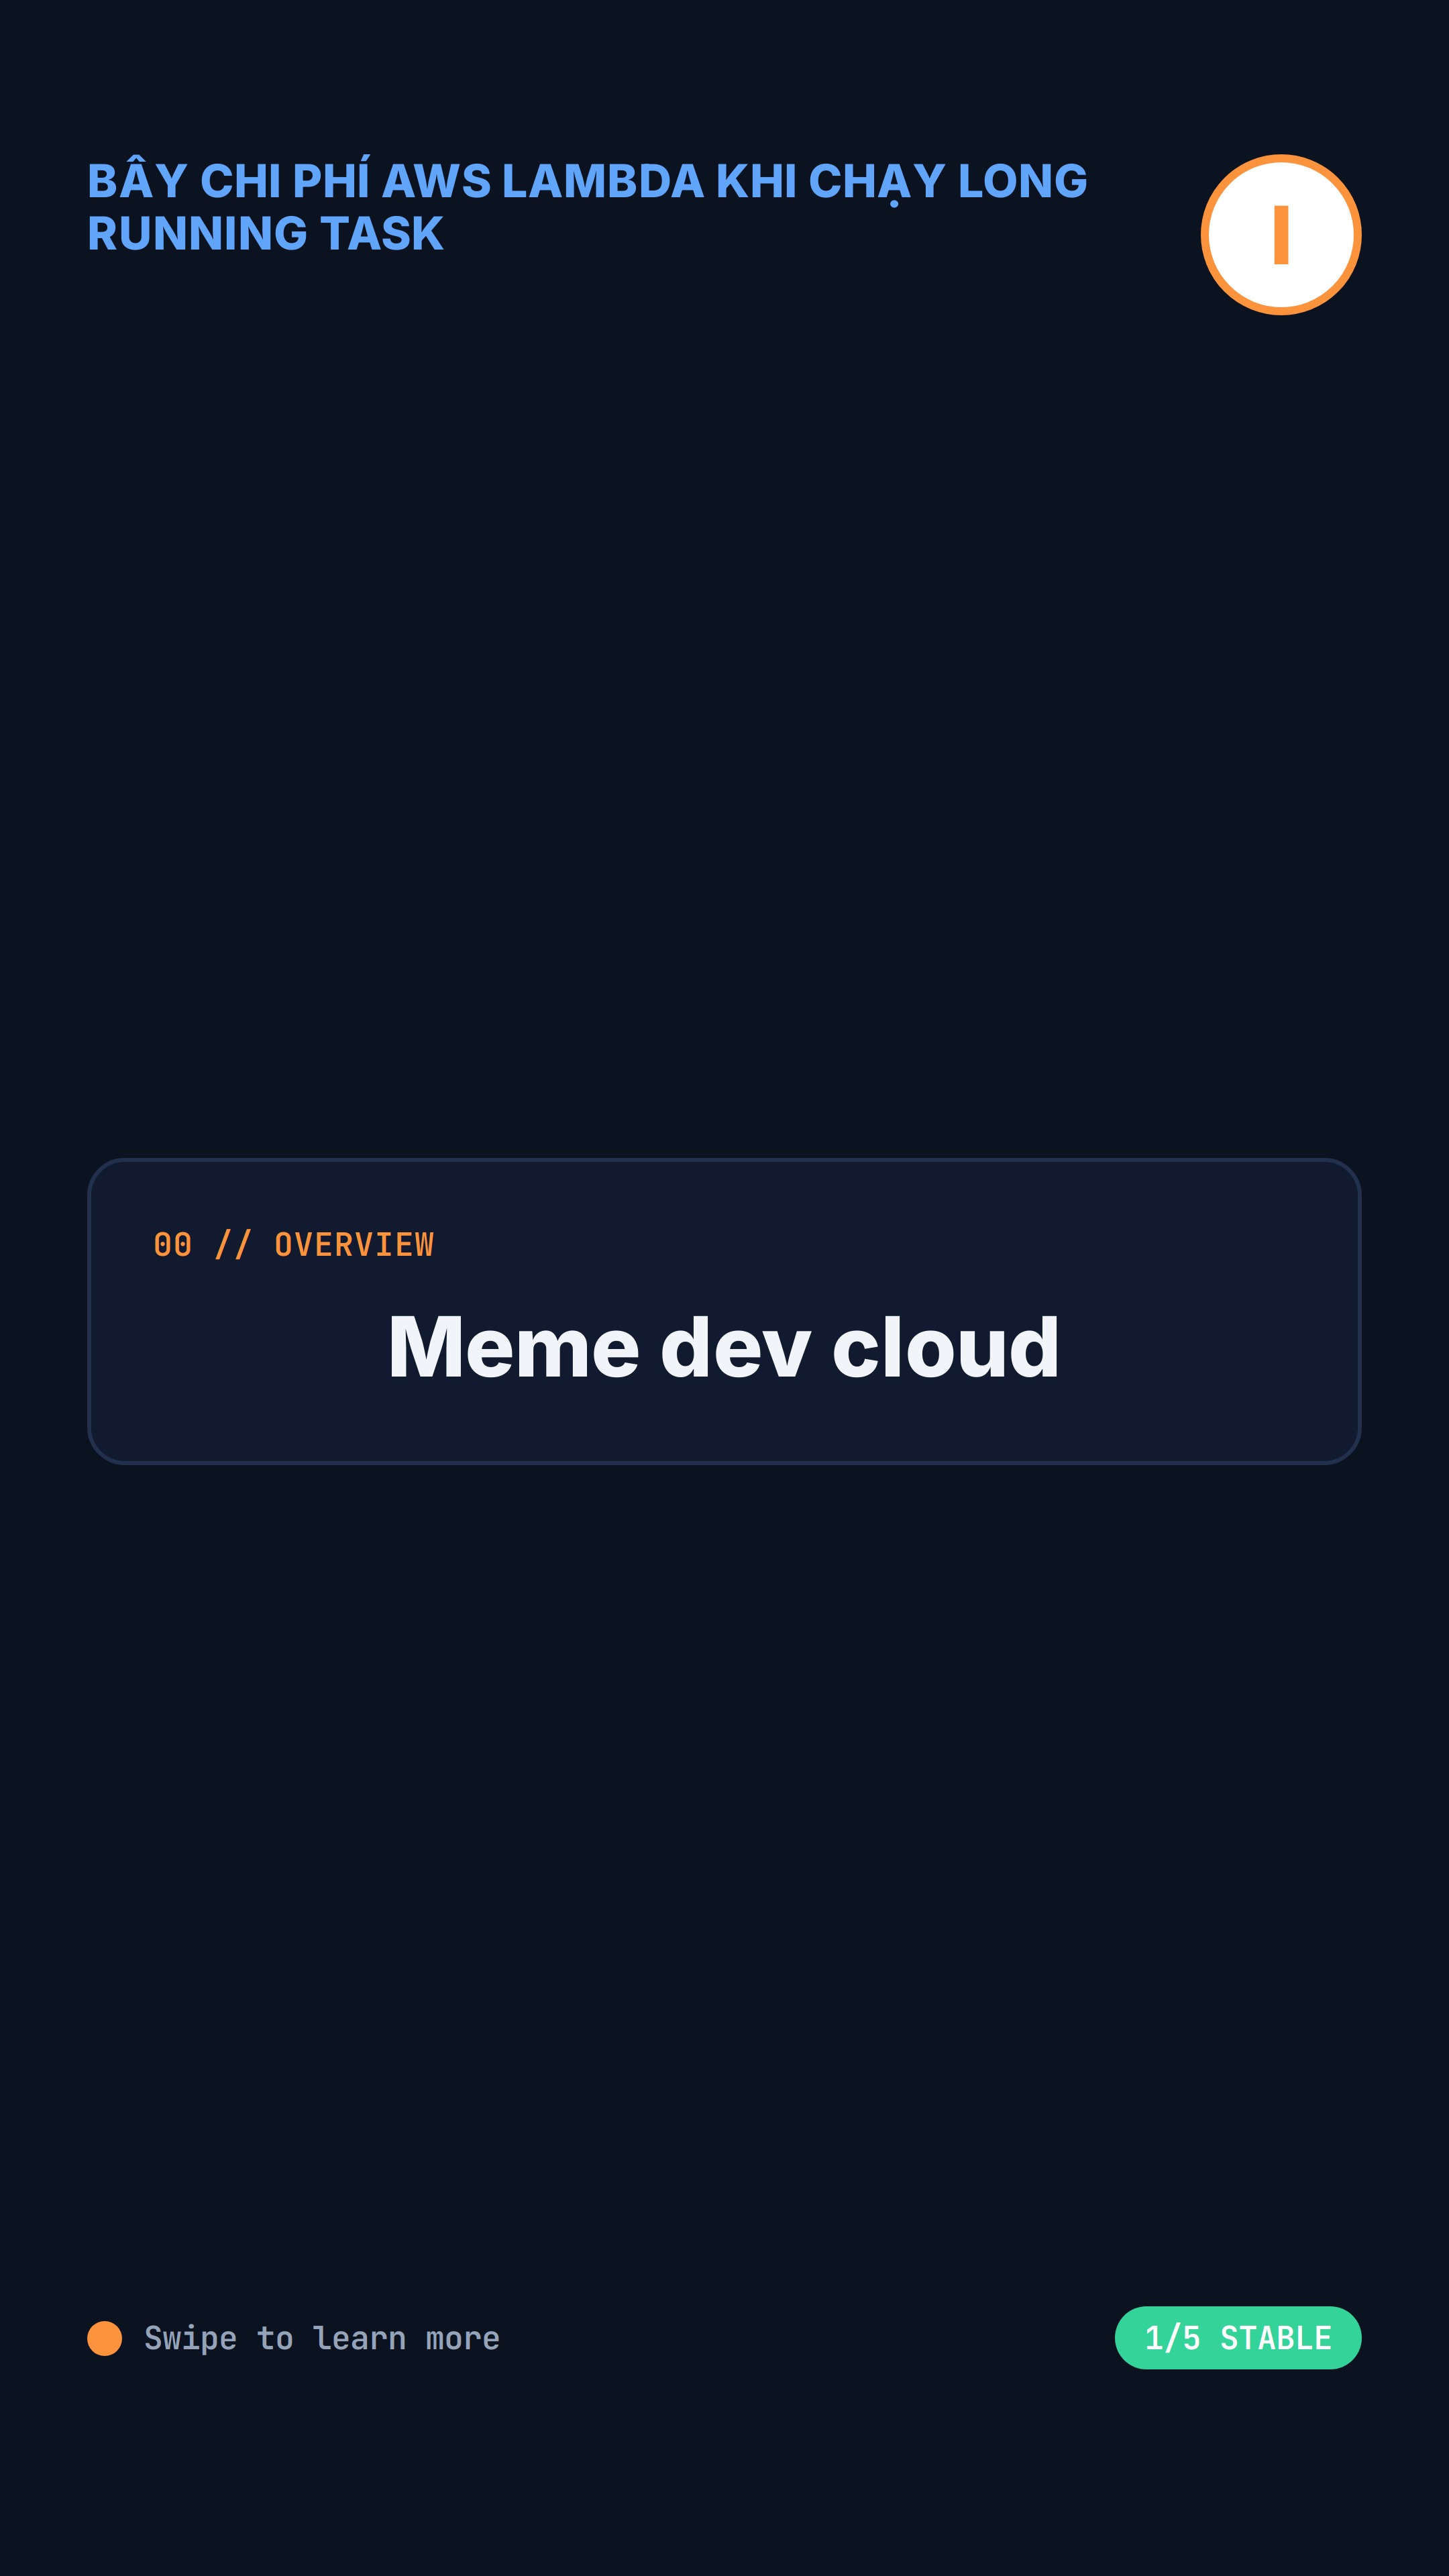 BÂY CHI PHÍ AWS LAMBDA KHI CHẠY LONG
RUNNING TASK
I
00 // OVERVIEW
Meme dev cloud
Swipe to learn more
1/5 STABLE